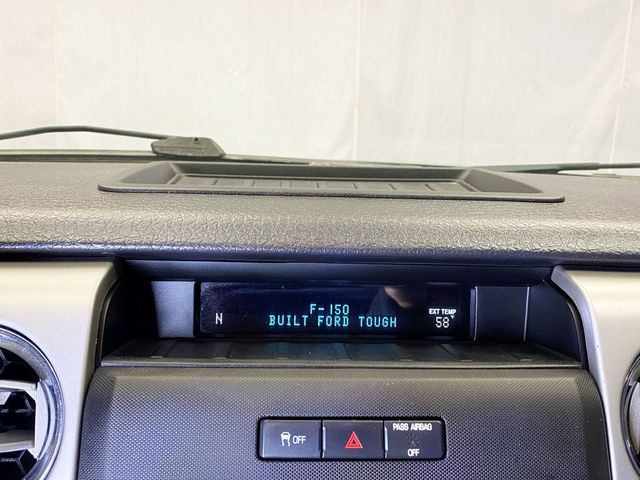 F-150
N BUILT FORD TOUGH
EXT TEMP
58°
OFF
PASS AIRBAG
OFF